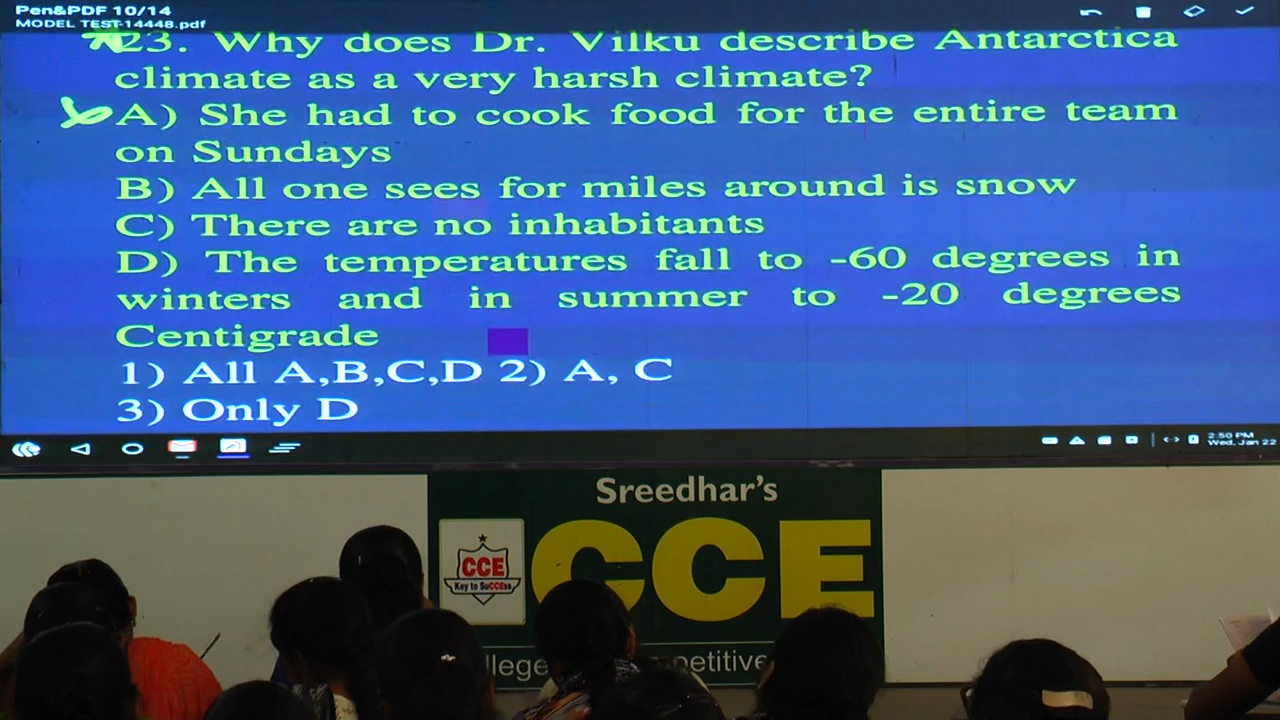 Pen&PDF 10/14
MODEL TEST-14448.pdf
23. Why does Dr. Vilku describe Antarctica
climate as a very harsh climate?
A) She had to cook food for the entire team
on Sundays
B) All one sees for miles around is snow
C) There are no inhabitants
D) The temperatures fall to -60 degrees in
winters and in summer to -20 degrees
Centigrade
1) All A,B,C,D 2) A, C
3) Only D
2:50 PM
Wed, Jan 22
Sreedhar's
CCE
CCE
Key to SuCCEss